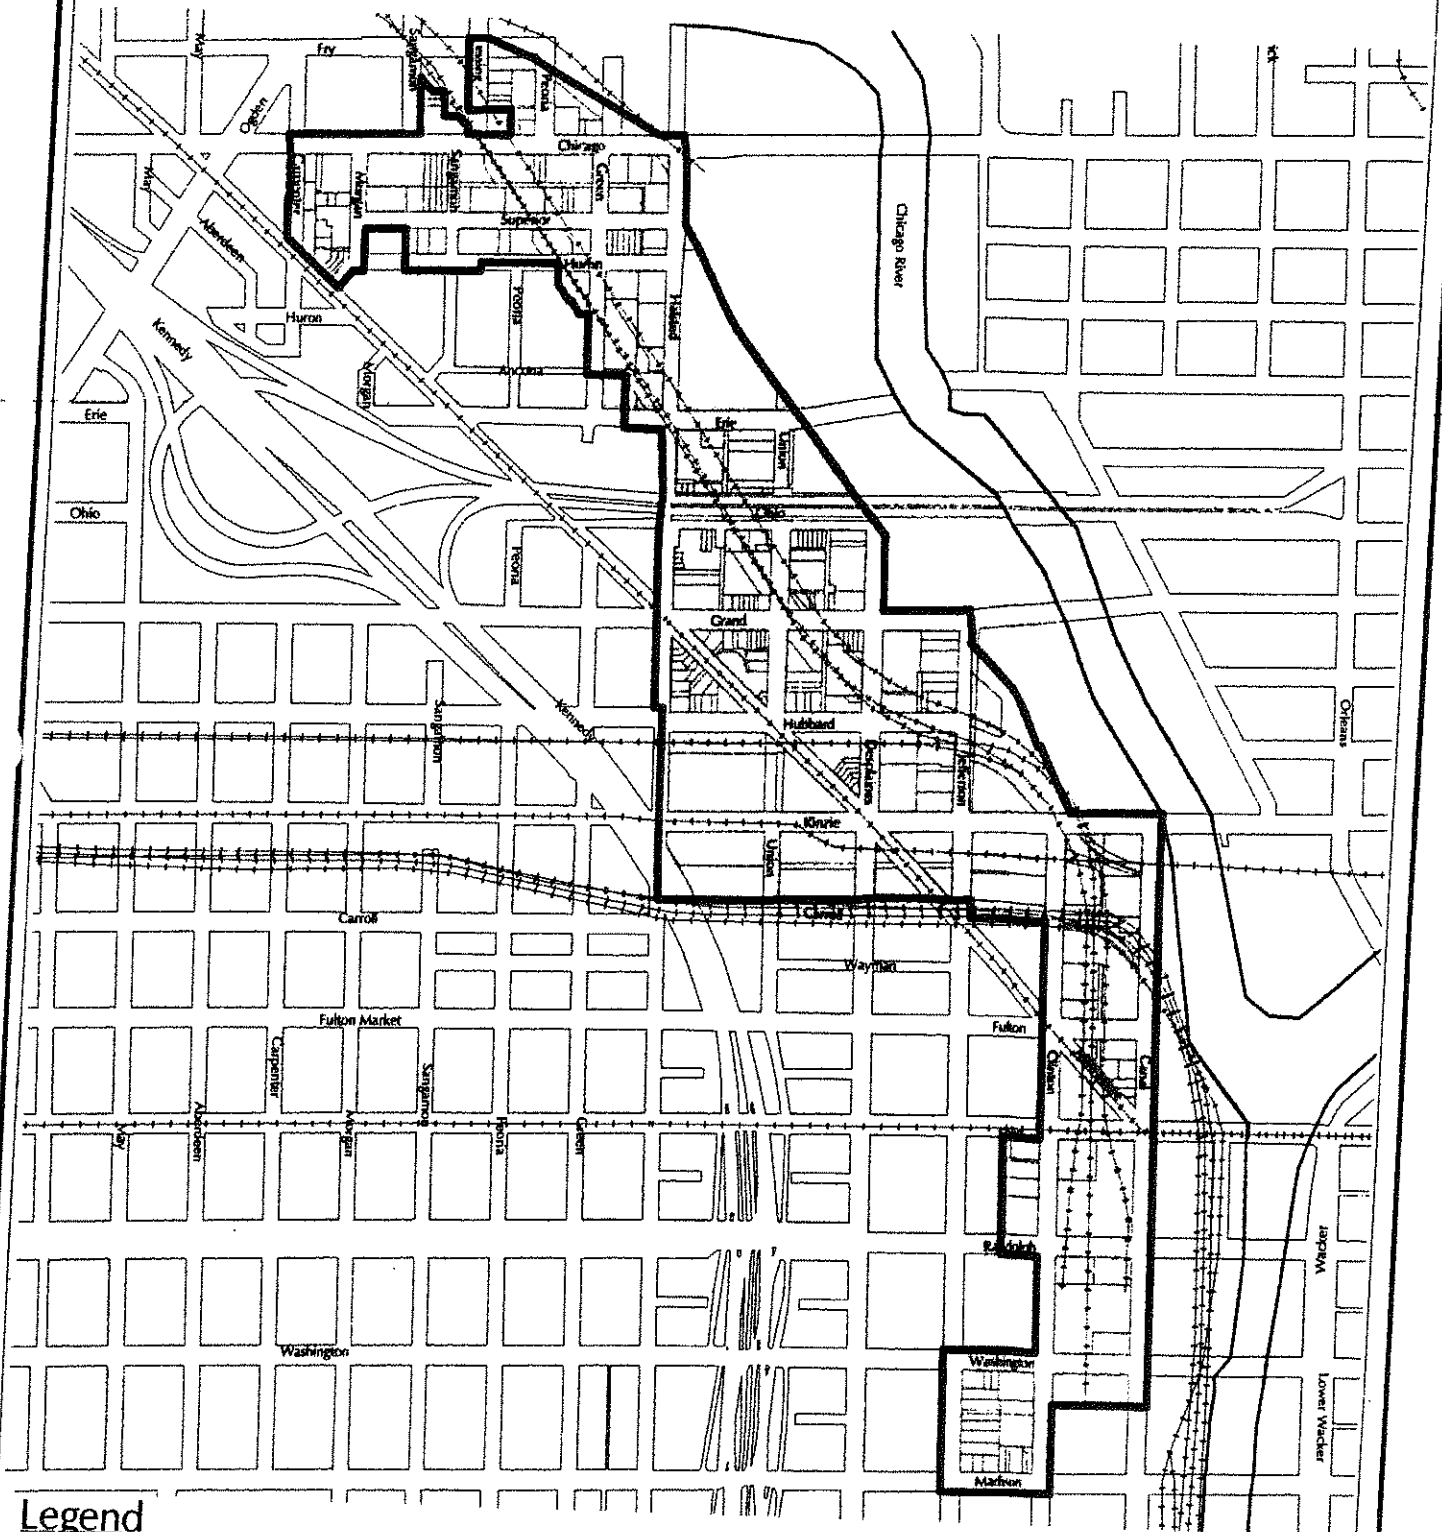 May
Fry
Sangamon
Peoria
Ogden
Chicago
May
Carpenter
Morgan
Sangamon
Green
Superior
Aberdeen
Chicago River
Huron
Huron
Peoria
Halsted
Kennedy
Morgan
Ancona
Erie
Erie
Union
Ohio
Ohio
Peoria
Grand
Sangamon
Kennedy
Hubbard
Desplaines
Jefferson
Orleans
Kinzie
Union
Carroll
Carroll
Wayman
Fulton Market
Fulton
Carpenter
Sangamon
Clinton
Canal
May
Aberdeen
Morgan
Peoria
Green
Randolph
Wacker
Washington
Washington
Lower Wacker
Madison
Legend